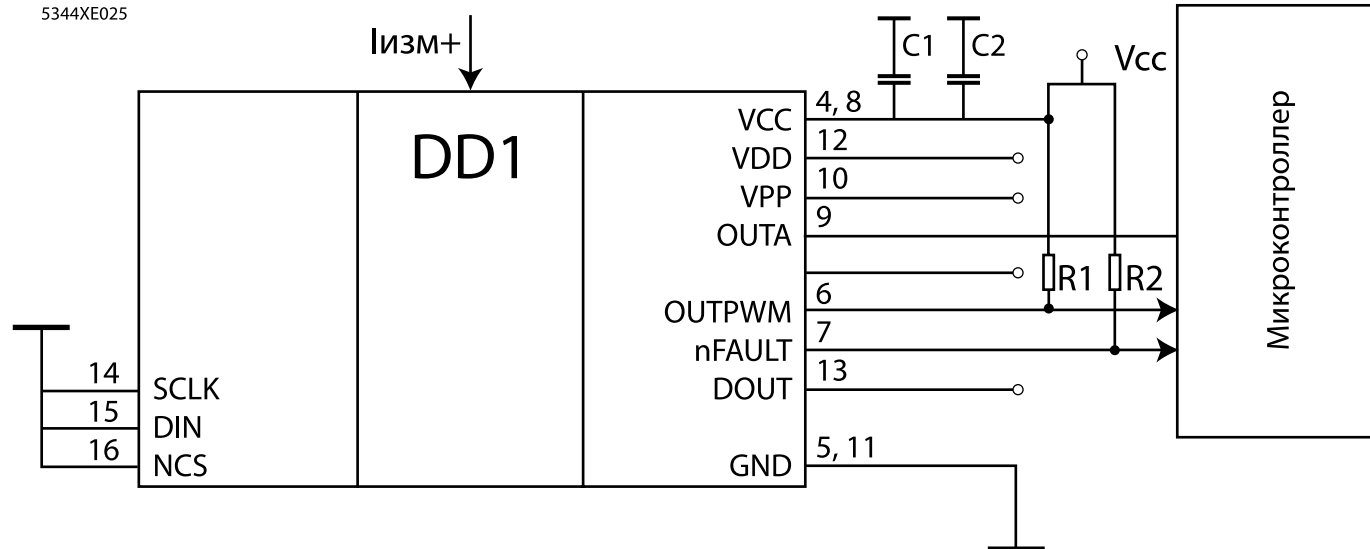 5344XE025
Iизм+
C1
C2
Vcc
DD1
VCC
4, 8
VDD
12
VPP
10
OUTA
9
R1
R2
OUTPWM
6
nFAULT
7
DOUT
13
GND
5, 11
14
SCLK
15
DIN
16
NCS
Микроконтроллер